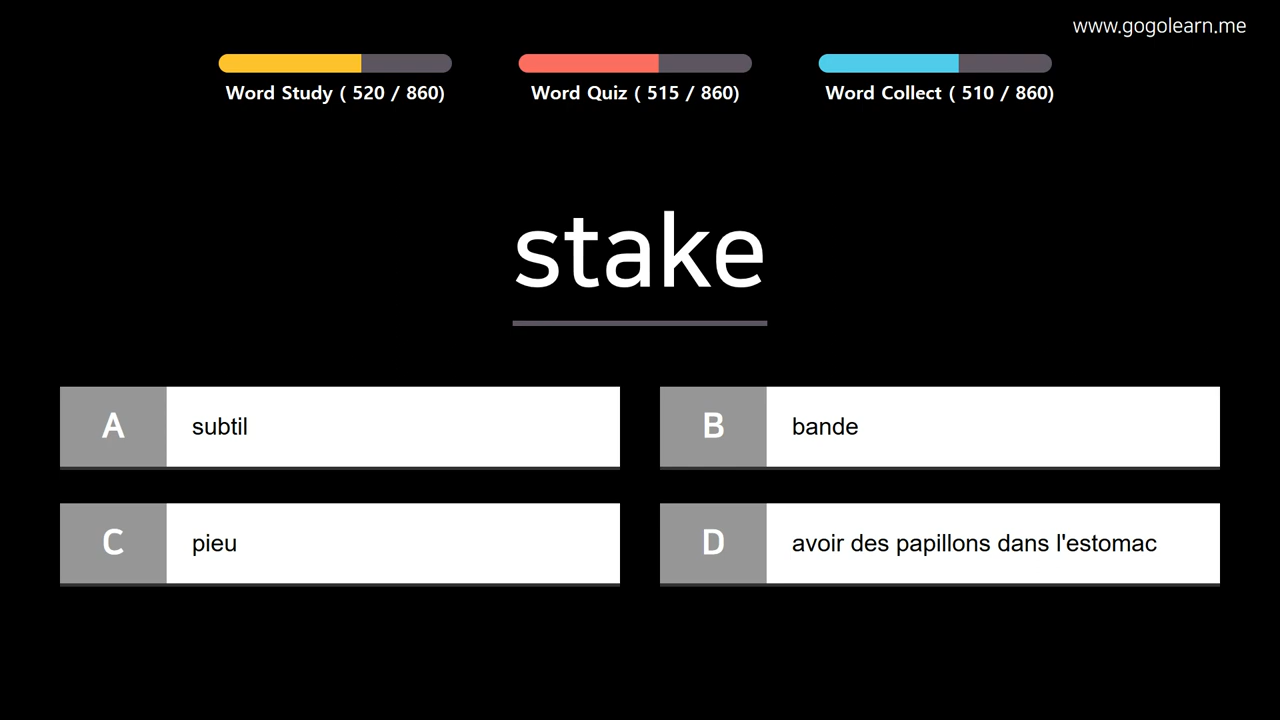 www.gogolearn.me
Word Study ( 520 / 860)
Word Quiz ( 515 / 860)
Word Collect ( 510 / 860)
stake
A subtil
B bande
C pieu
D avoir des papillons dans l'estomac